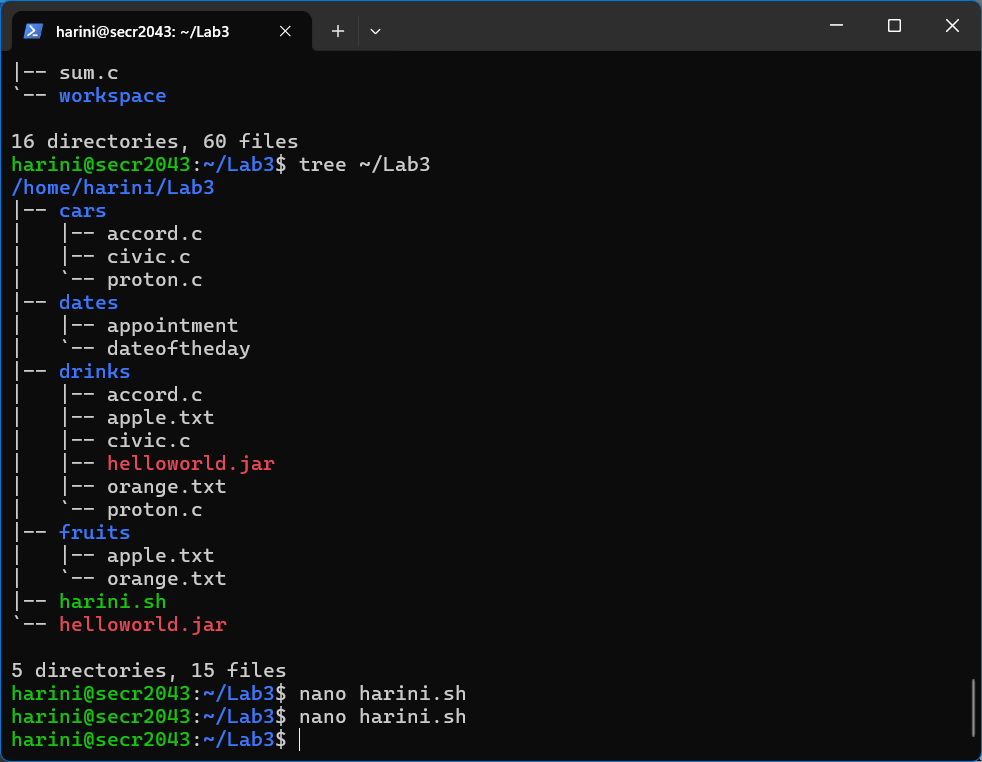 harini@secr2043: ~/Lab3
|-- sum.c
`-- workspace
16 directories, 60 files
harini@secr2043:~/Lab3$ tree ~/Lab3
/home/harini/Lab3
|-- cars
|   |-- accord.c
|   |-- civic.c
|   `-- proton.c
|-- dates
|   |-- appointment
|   `-- dateoftheday
|-- drinks
|   |-- accord.c
|   |-- apple.txt
|   |-- civic.c
|   |-- helloworld.jar
|   |-- orange.txt
|   `-- proton.c
|-- fruits
|   |-- apple.txt
|   `-- orange.txt
|-- harini.sh
`-- helloworld.jar
5 directories, 15 files
harini@secr2043:~/Lab3$ nano harini.sh
harini@secr2043:~/Lab3$ nano harini.sh
harini@secr2043:~/Lab3$